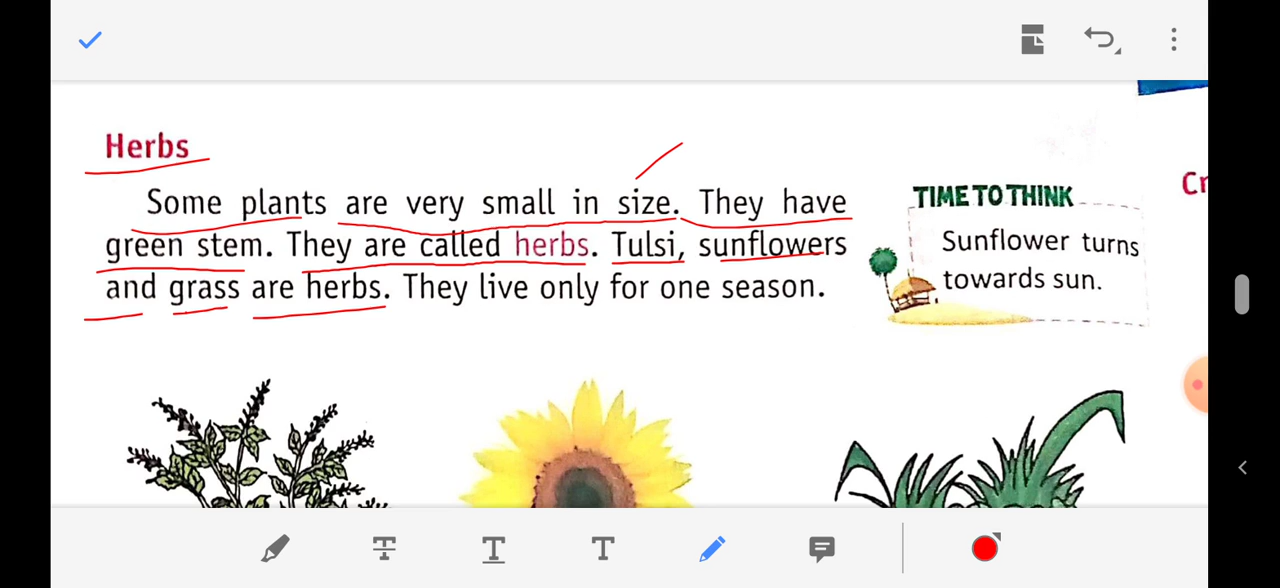 Herbs
Some plants are very small in size. They have
green stem. They are called herbs. Tulsi, sunflowers
and grass are herbs. They live only for one season.
TIME TO THINK
Sunflower turns
towards sun.
Cr
T
T
T